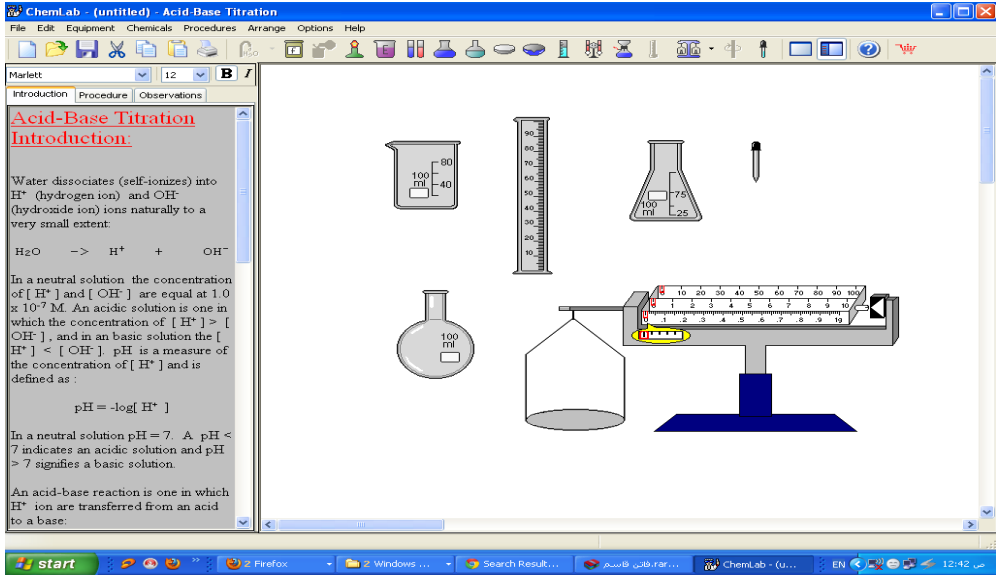 ChemLab - (untitled) - Acid-Base Titration
File Edit Equipment Chemicals Procedures Arrange Options Help
Marlett 12 B I
Introduction Procedure Observations
Acid-Base Titration
Introduction:
Water dissociates (self-ionizes) into
H⁺ (hydrogen ion) and OH⁻
(hydroxide ion) ions naturally to a
very small extent:
H₂O -> H⁺ + OH⁻
In a neutral solution the concentration
of [ H⁺ ] and [ OH⁻ ] are equal at 1.0
x 10⁻⁷ M. An acidic solution is one in
which the concentration of [ H⁺ ] > [
OH⁻ ] , and in an basic solution the [
H⁺ ] < [ OH⁻ ]. pH is a measure of
the concentration of [ H⁺ ] and is
defined as :
pH = -log[ H⁺ ]
In a neutral solution pH = 7. A pH <
7 indicates an acidic solution and pH
> 7 signifies a basic solution.
An acid-base reaction is one in which
H⁺ ion are transferred from an acid
to a base:
80
100
ml
40
90
80
70
60
50
40
30
20
10
75
100
ml
25
100
ml
10 20 30 40 50 60 70 80 90 100
1 2 3 4 5 6 7 8 9 10
0 .1 .2 .3 .4 .5 .6 .7 .8 .9 1g
start
2 Firefox
2 Windows ...
Search Result...
فاتن قاسم.rar...
ChemLab - (u...
EN
12:42 ص